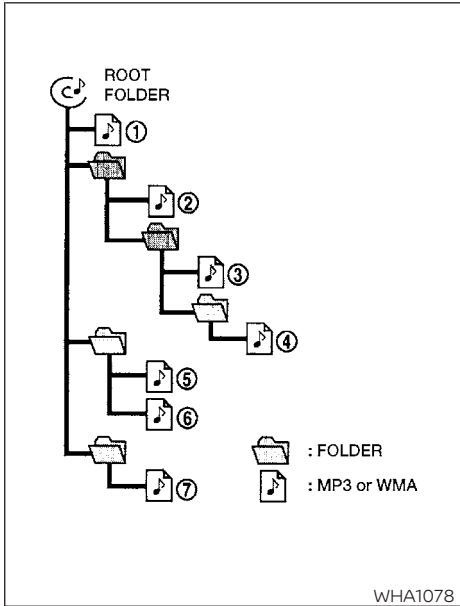 ROOT
FOLDER
①
②
③
④
⑤
⑥
⑦
: FOLDER
: MP3 or WMA
WHA1078